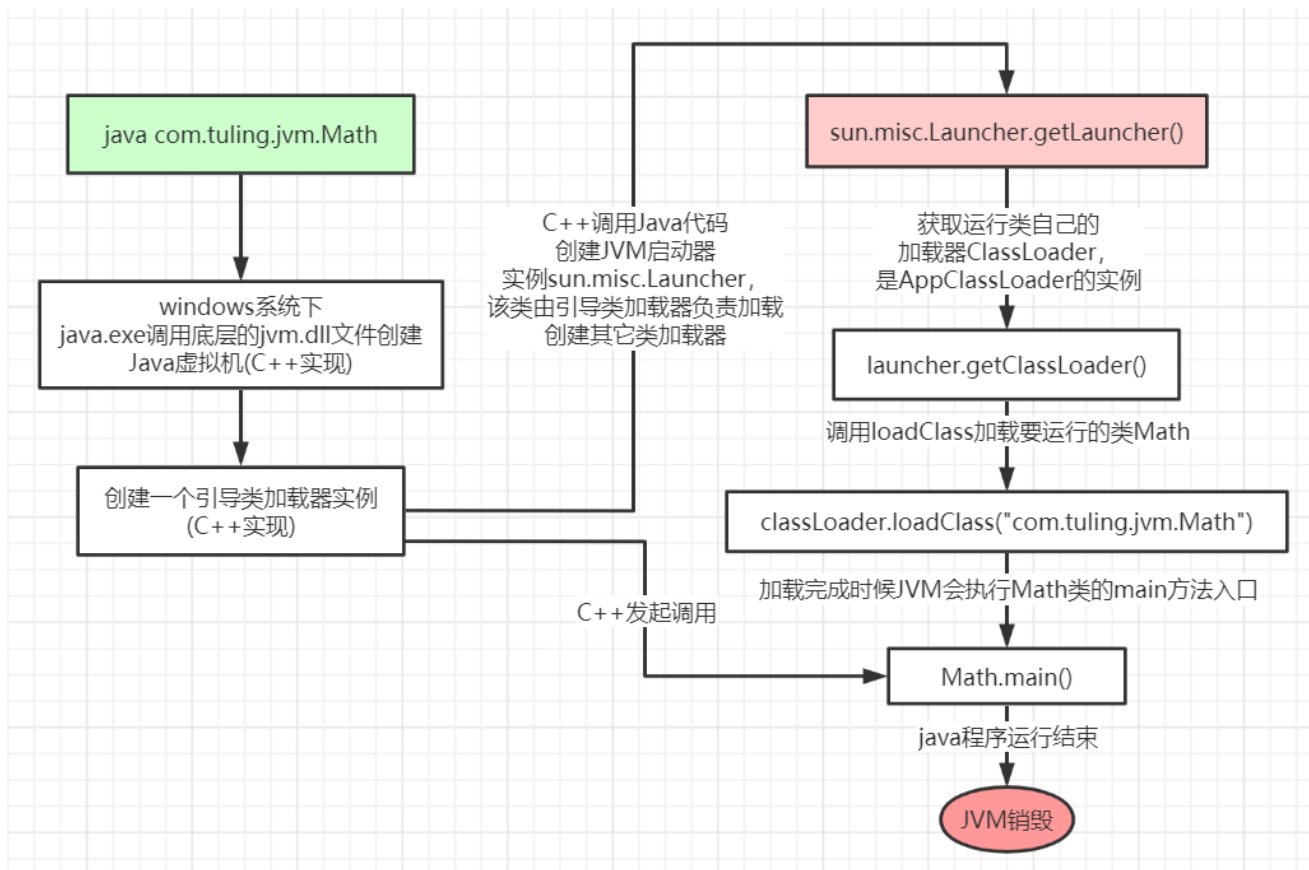 java com.tuling.jvm.Math
windows系统下
java.exe调用底层的jvm.dll文件创建
Java虚拟机(C++实现)
创建一个引导类加载器实例
(C++实现)
C++调用Java代码
创建JVM启动器
实例sun.misc.Launcher，
该类由引导类加载器负责加载
创建其它类加载器
C++发起调用
sun.misc.Launcher.getLauncher()
获取运行类自己的
加载器ClassLoader，
是AppClassLoader的实例
launcher.getClassLoader()
调用loadClass加载要运行的类Math
classLoader.loadClass("com.tuling.jvm.Math")
加载完成时候JVM会执行Math类的main方法入口
Math.main()
java程序运行结束
JVM销毁